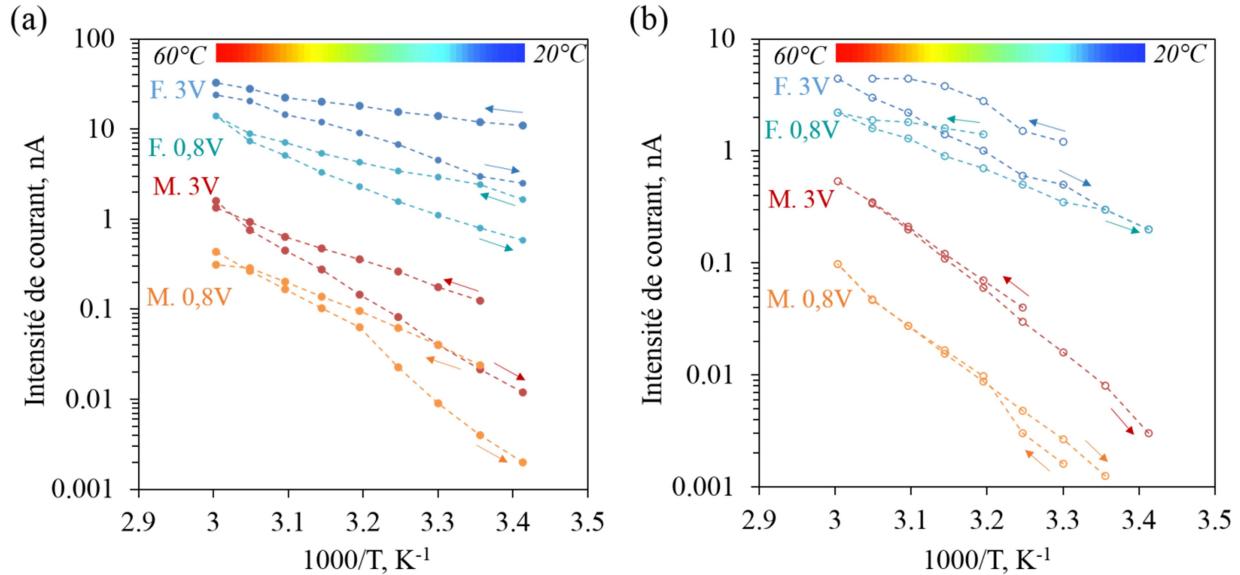 (a)
Intensité de courant, nA
100
10
1
0.1
0.01
0.001
60°C
20°C
F. 3V
F. 0,8V
M. 3V
M. 0,8V
2.9
3
3.1
3.2
3.3
3.4
3.5
1000/T, K⁻¹
(b)
Intensité de courant, nA
10
1
0.1
0.01
0.001
60°C
20°C
F. 3V
F. 0,8V
M. 3V
M. 0,8V
2.9
3
3.1
3.2
3.3
3.4
3.5
1000/T, K⁻¹